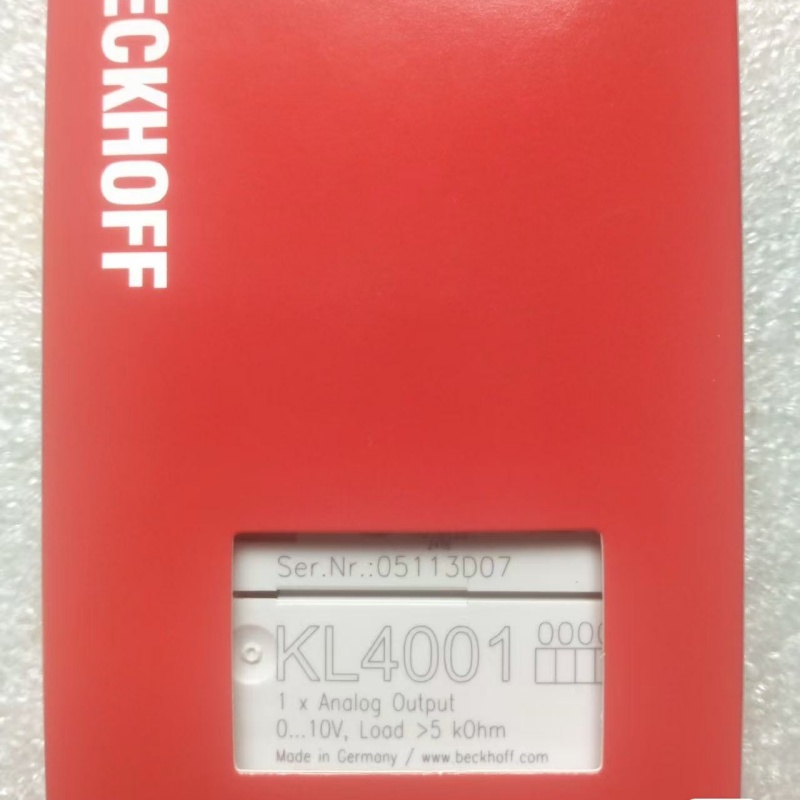 ECKHOFF
Ser.Nr.:05113D07
KL4001
000
1 x Analog Output
0...10V, Load >5 kOhm
Made in Germany / www.beckhoff.com